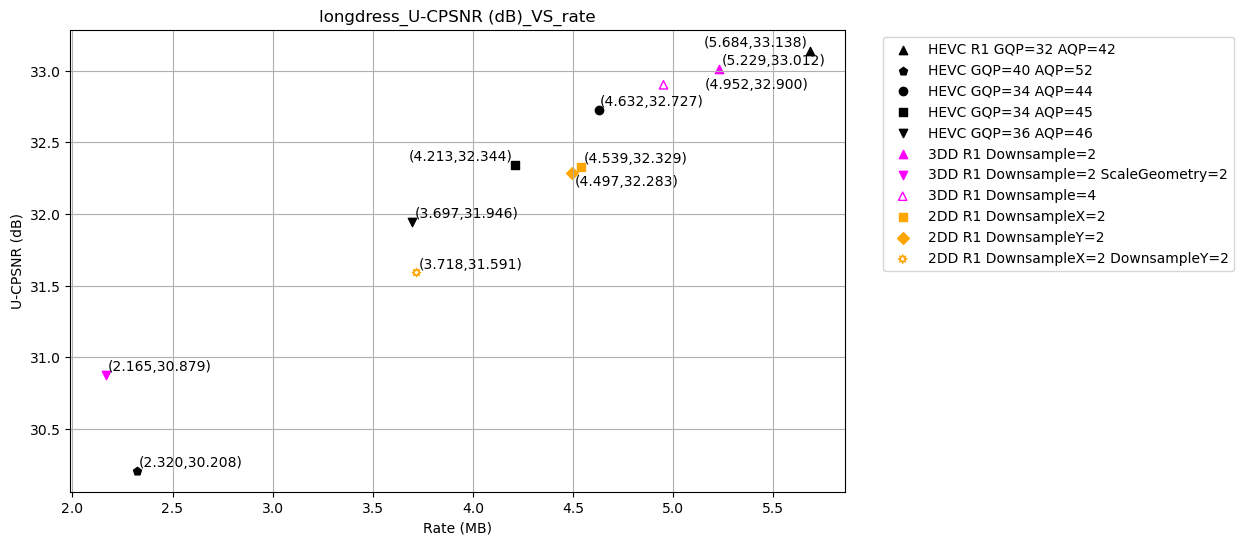 longdress_U-CPSNR (dB)_VS_rate
(5.684,33.138)
(5.229,33.012)
(4.952,32.900)
(4.632,32.727)
(4.213,32.344)
(4.539,32.329)
(4.497,32.283)
(3.697,31.946)
(3.718,31.591)
(2.165,30.879)
(2.320,30.208)
33.0
32.5
32.0
31.5
31.0
30.5
U-CPSNR (dB)
2.0 2.5 3.0 3.5 4.0 4.5 5.0 5.5
Rate (MB)
HEVC R1 GQP=32 AQP=42
HEVC GQP=40 AQP=52
HEVC GQP=34 AQP=44
HEVC GQP=34 AQP=45
HEVC GQP=36 AQP=46
3DD R1 Downsample=2
3DD R1 Downsample=2 ScaleGeometry=2
3DD R1 Downsample=4
2DD R1 DownsampleX=2
2DD R1 DownsampleY=2
2DD R1 DownsampleX=2 DownsampleY=2